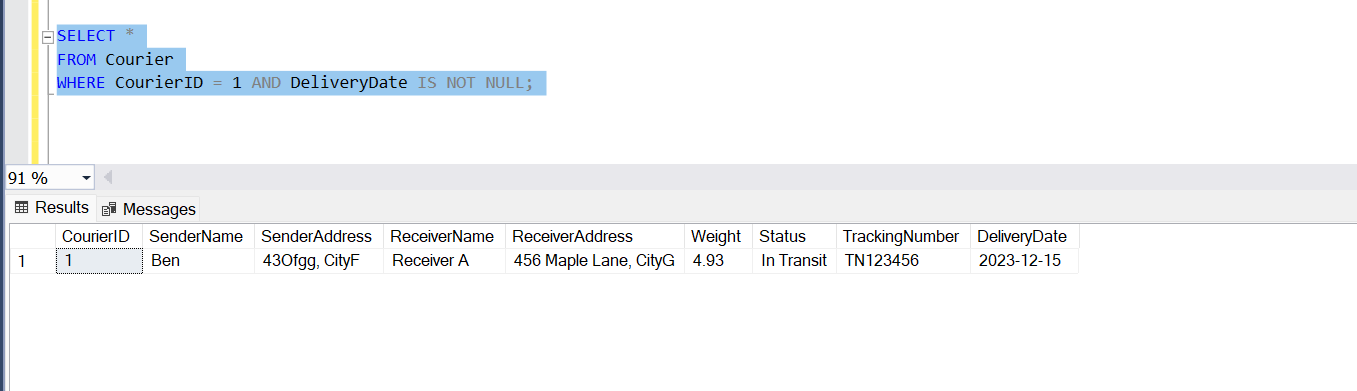 SELECT *
FROM Courier
WHERE CourierID = 1 AND DeliveryDate IS NOT NULL;
91 %
Results Messages
CourierID SenderName SenderAddress ReceiverName ReceiverAddress Weight Status TrackingNumber DeliveryDate
1 1 Ben 43Ofgg, CityF Receiver A 456 Maple Lane, CityG 4.93 In Transit TN123456 2023-12-15